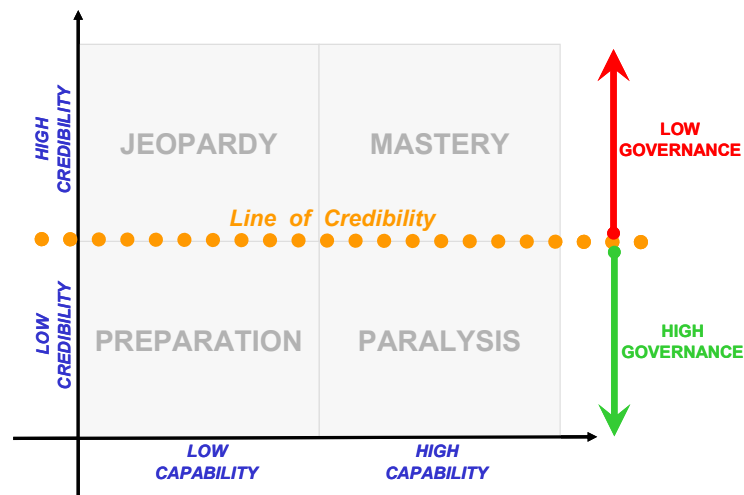 HIGH
CREDIBILITY
JEOPARDY
MASTERY
LOW
GOVERNANCE
Line of Credibility
LOW
CREDIBILITY
PREPARATION
PARALYSIS
HIGH
GOVERNANCE
LOW
CAPABILITY
HIGH
CAPABILITY